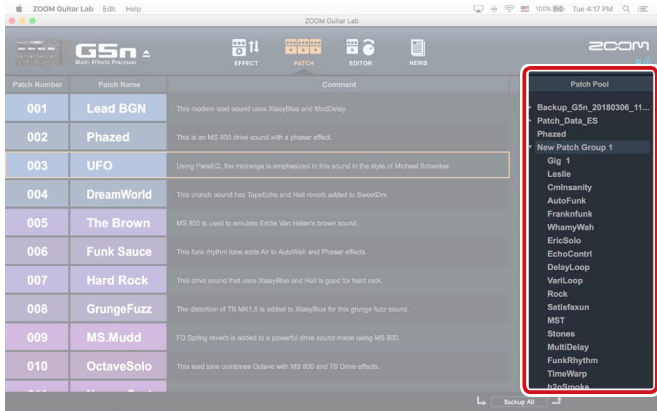 ZOOM Guitar Lab Edit Help
100% Tue 4:17 PM
ZOOM Guitar Lab
G5n
Multi-Effects Processor
EFFECT
PATCH
EDITOR
NEWS
ZOOM
Patch Number Patch Name Comment Patch Pool
001 Lead BGN This modern lead sound uses XtasyBlue and ModDelay.
002 Phazed This is an MS 800 drive sound with a phaser effect.
003 UFO Using ParaEQ, the midrange is emphasized in this sound in the style of Michael Schenker.
004 DreamWorld This crunch sound has TapeEcho and Hall reverb added to SweetDrv.
005 The Brown MS 800 is used to emulate Eddie Van Halen's brown sound.
006 Funk Sauce This funk rhythm tone adds Air to AutoWah and Phaser effects.
007 Hard Rock This drive sound that uses XtasyBlue and Hall is good for hard rock.
008 GrungeFuzz The distortion of TB MK1.5 is added to XtasyBlue for this grunge fuzz sound.
009 MS.Mudd FD Spring reverb is added to a powerful drive sound made using MS 800.
010 OctaveSolo This lead tone combines Octave with MS 800 and TB Drive effects.
Backup_G5n_20180306_11...
Patch_Data_ES
Phazed
New Patch Group 1
Gig 1
Leslie
CmInsanity
AutoFunk
Franknfunk
WhamyWah
EricSolo
EchoContrl
DelayLoop
VariLoop
Rock
Satisfaxun
MST
Stones
MultiDelay
FunkRhythm
TimeWarp
h2oSmoke
Backup All